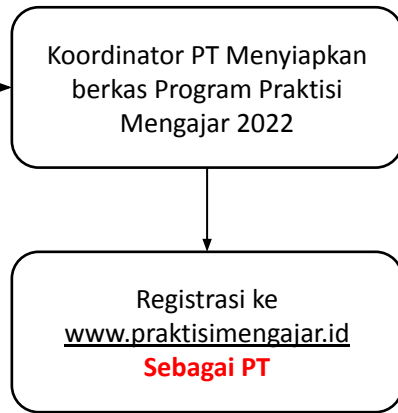 Koordinator PT Menyiapkan
berkas Program Praktisi
Mengajar 2022
Registrasi ke
www.praktisimengajar.id
Sebagai PT